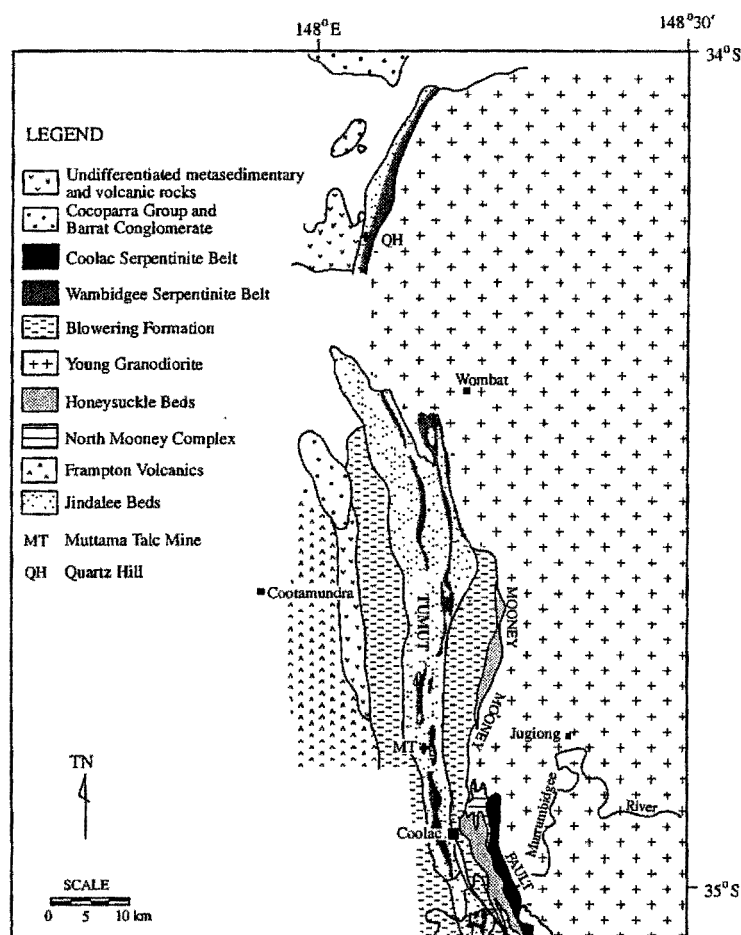 148°E
148°30'
34°S
LEGEND
Undifferentiated metasedimentary
and volcanic rocks
Cocoparra Group and
Barrat Conglomerate
Coolac Serpentinite Belt
Wambidgee Serpentinite Belt
Blowering Formation
Young Granodiorite
Honeysuckle Beds
North Mooney Complex
Frampton Volcanics
Jindalee Beds
MT Muttama Talc Mine
QH Quartz Hill
QH
Wombat
Cootamundra
TUMUT
MOONEY
MOONEY
MT
Jugiong
TN
Murrumbidgee
River
Coolac
FAULT
35°S
SCALE
0 5 10 km